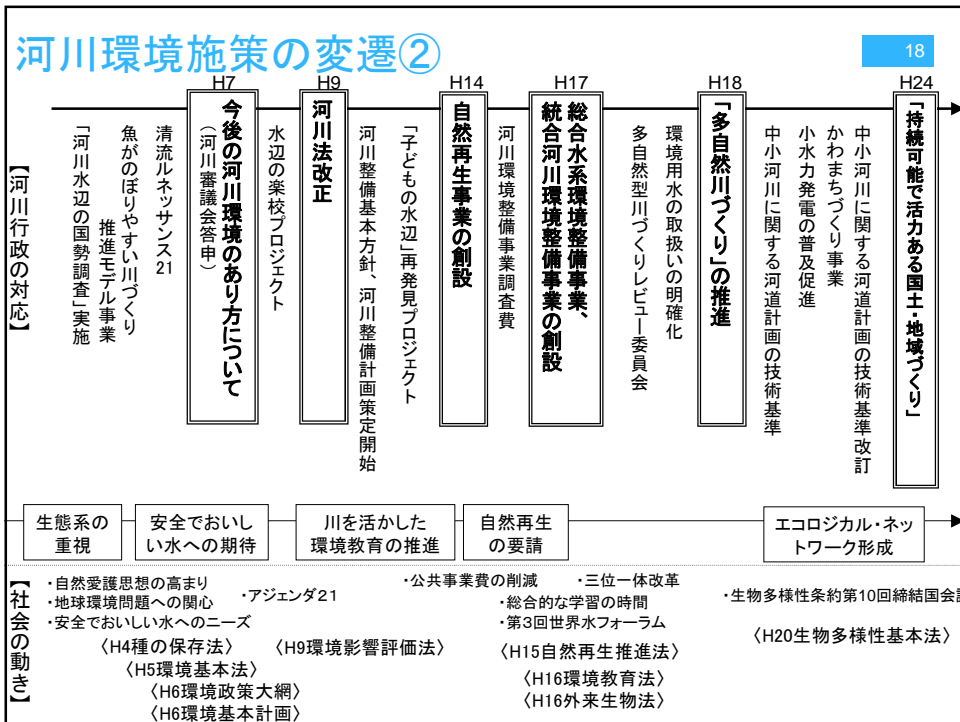 河川環境施策の変遷②
18
H7
H9
H14
H17
H18
H24
【河川行政の対応】
「河川水辺の国勢調査」実施
魚がのぼりやすい川づくり
推進モデル事業
清流ルネッサンス21
今後の河川環境のあり方について
（河川審議会答申）
水辺の楽校プロジェクト
河川法改正
河川整備基本方針、河川整備計画策定開始
「子どもの水辺」再発見プロジェクト
自然再生事業の創設
河川環境整備事業調査費
総合水系環境整備事業、
統合河川環境整備事業の創設
多自然型川づくりレビュー委員会
環境用水の取扱いの明確化
「多自然川づくり」の推進
中小河川に関する河道計画の技術基準
小水力発電の普及促進
かわまちづくり事業
中小河川に関する河道計画の技術基準改訂
「持続可能で活力ある国土・地域づくり」
生態系の
重視
安全でおいし
い水への期待
川を活かした
環境教育の推進
自然再生
の要請
エコロジカル・ネッ
トワーク形成
【社会の動き】
・自然愛護思想の高まり
・地球環境問題への関心
・安全でおいしい水へのニーズ
・アジェンダ21
・公共事業費の削減
・三位一体改革
・総合的な学習の時間
・第3回世界水フォーラム
・生物多様性条約第10回締結国会議
〈H4種の保存法〉
〈H5環境基本法〉
〈H6環境政策大綱〉
〈H6環境基本計画〉
〈H9環境影響評価法〉
〈H15自然再生推進法〉
〈H16環境教育法〉
〈H16外来生物法〉
〈H20生物多様性基本法〉